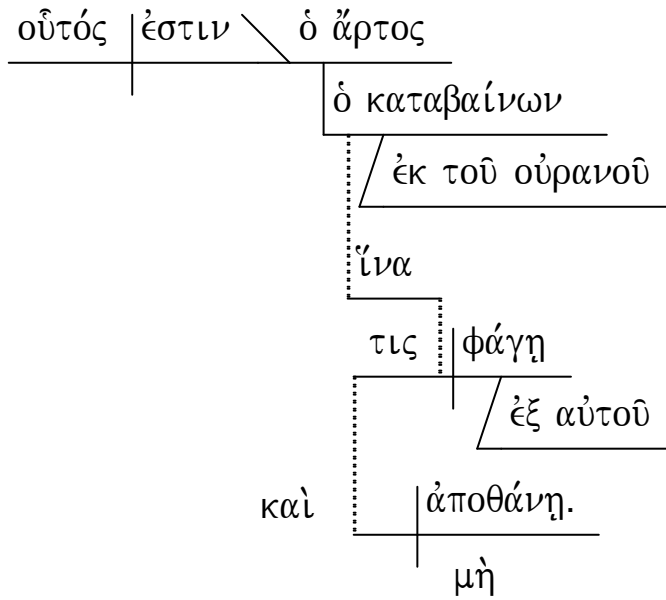 οὗτός ἐστιν ὁ ἄρτος
ὁ καταβαίνων
ἐκ τοῦ οὐρανοῦ
ἵνα
τις φάγῃ
ἐξ αὐτοῦ
καὶ ἀποθάνῃ.
μὴ